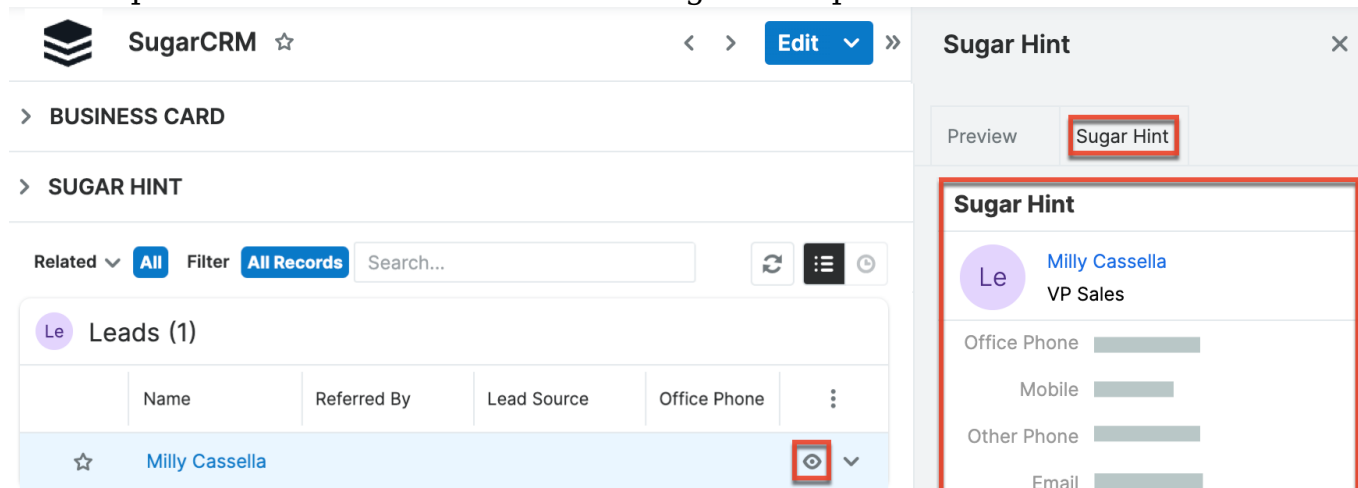 SugarCRM
Edit
BUSINESS CARD
SUGAR HINT
Related All Filter All Records Search...
Le Leads (1)
Name Referred By Lead Source Office Phone
Milly Cassella
Sugar Hint
Preview Sugar Hint
Sugar Hint
Le Milly Cassella
VP Sales
Office Phone
Mobile
Other Phone
Email